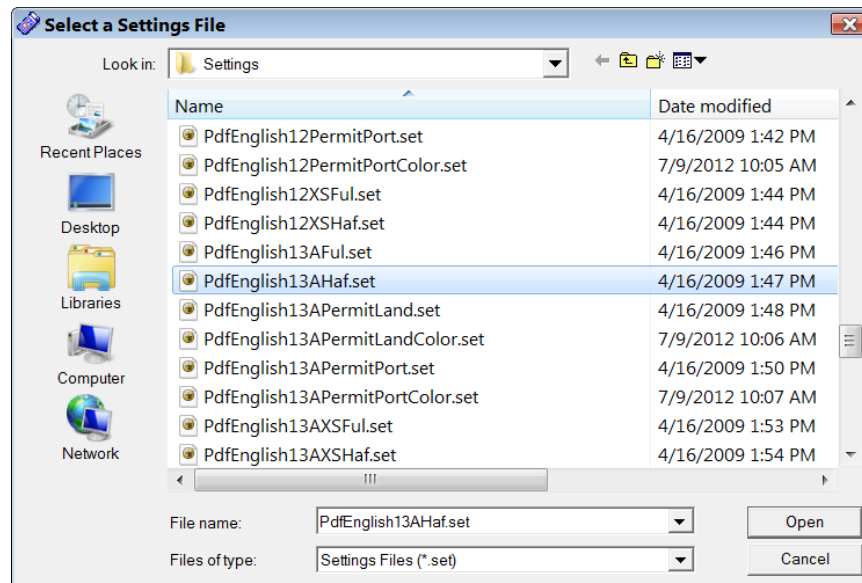 Select a Settings File
Look in: Settings
Name Date modified
PdfEnglish12PermitPort.set 4/16/2009 1:42 PM
PdfEnglish12PermitPortColor.set 7/9/2012 10:05 AM
PdfEnglish12XSFul.set 4/16/2009 1:44 PM
PdfEnglish12XSHaf.set 4/16/2009 1:44 PM
PdfEnglish13AFul.set 4/16/2009 1:46 PM
PdfEnglish13AHaf.set 4/16/2009 1:47 PM
PdfEnglish13APermitLand.set 4/16/2009 1:48 PM
PdfEnglish13APermitLandColor.set 7/9/2012 10:06 AM
PdfEnglish13APermitPort.set 4/16/2009 1:50 PM
PdfEnglish13APermitPortColor.set 7/9/2012 10:07 AM
PdfEnglish13AXSFul.set 4/16/2009 1:53 PM
PdfEnglish13AXSHaf.set 4/16/2009 1:54 PM
Recent Places
Desktop
Libraries
Computer
Network
File name: PdfEnglish13AHaf.set Open
Files of type: Settings Files (*.set) Cancel